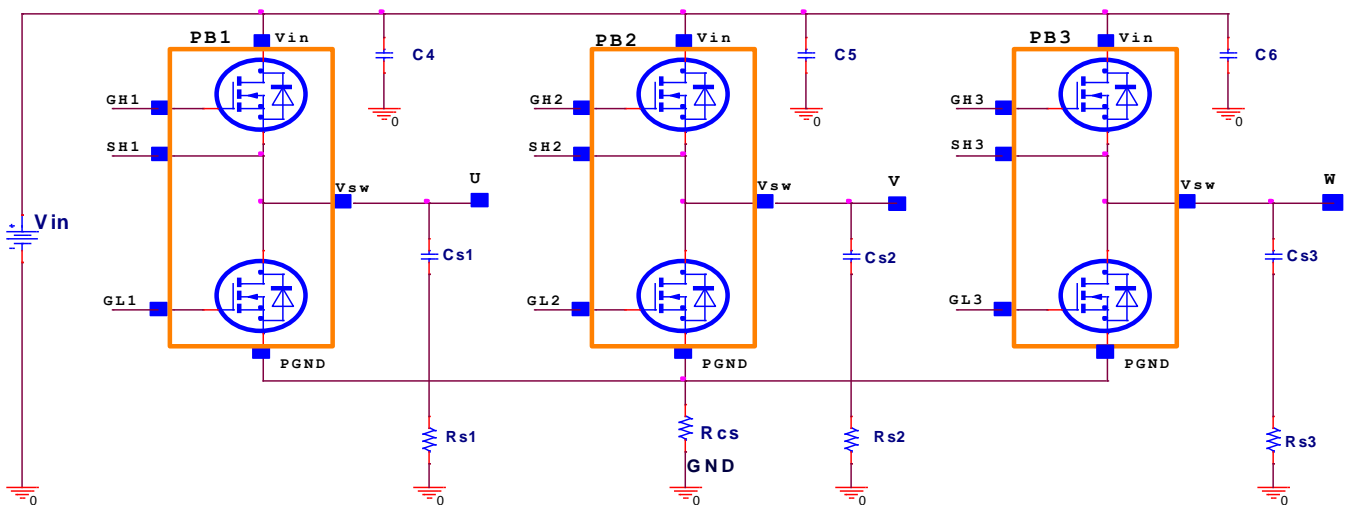 PB1 Vin C4 PB2 Vin C5 PB3 Vin C6
GH1 0 GH2 0 GH3 0
SH1 SH2 SH3
Vsw U Vsw V Vsw W
+ Vin -
Cs1 Cs2 Cs3
GL1 GL2 GL3
PGND PGND PGND
Rs1 Rcs Rs2 Rs3
GND
0 0 0 0 0